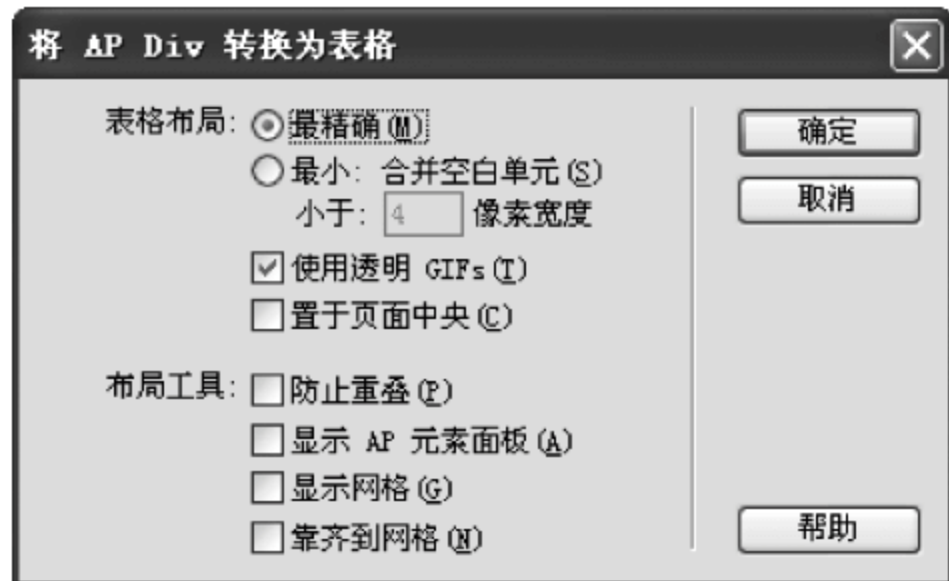 将 AP Div 转换为表格
表格布局: 最精确(M)
最小: 合并空白单元(S)
小于: 4 像素宽度
使用透明 GIFs(T)
置于页面中央(C)
布局工具: 防止重叠(P)
显示 AP 元素面板(A)
显示网格(G)
靠齐到网格(N)
确定
取消
帮助